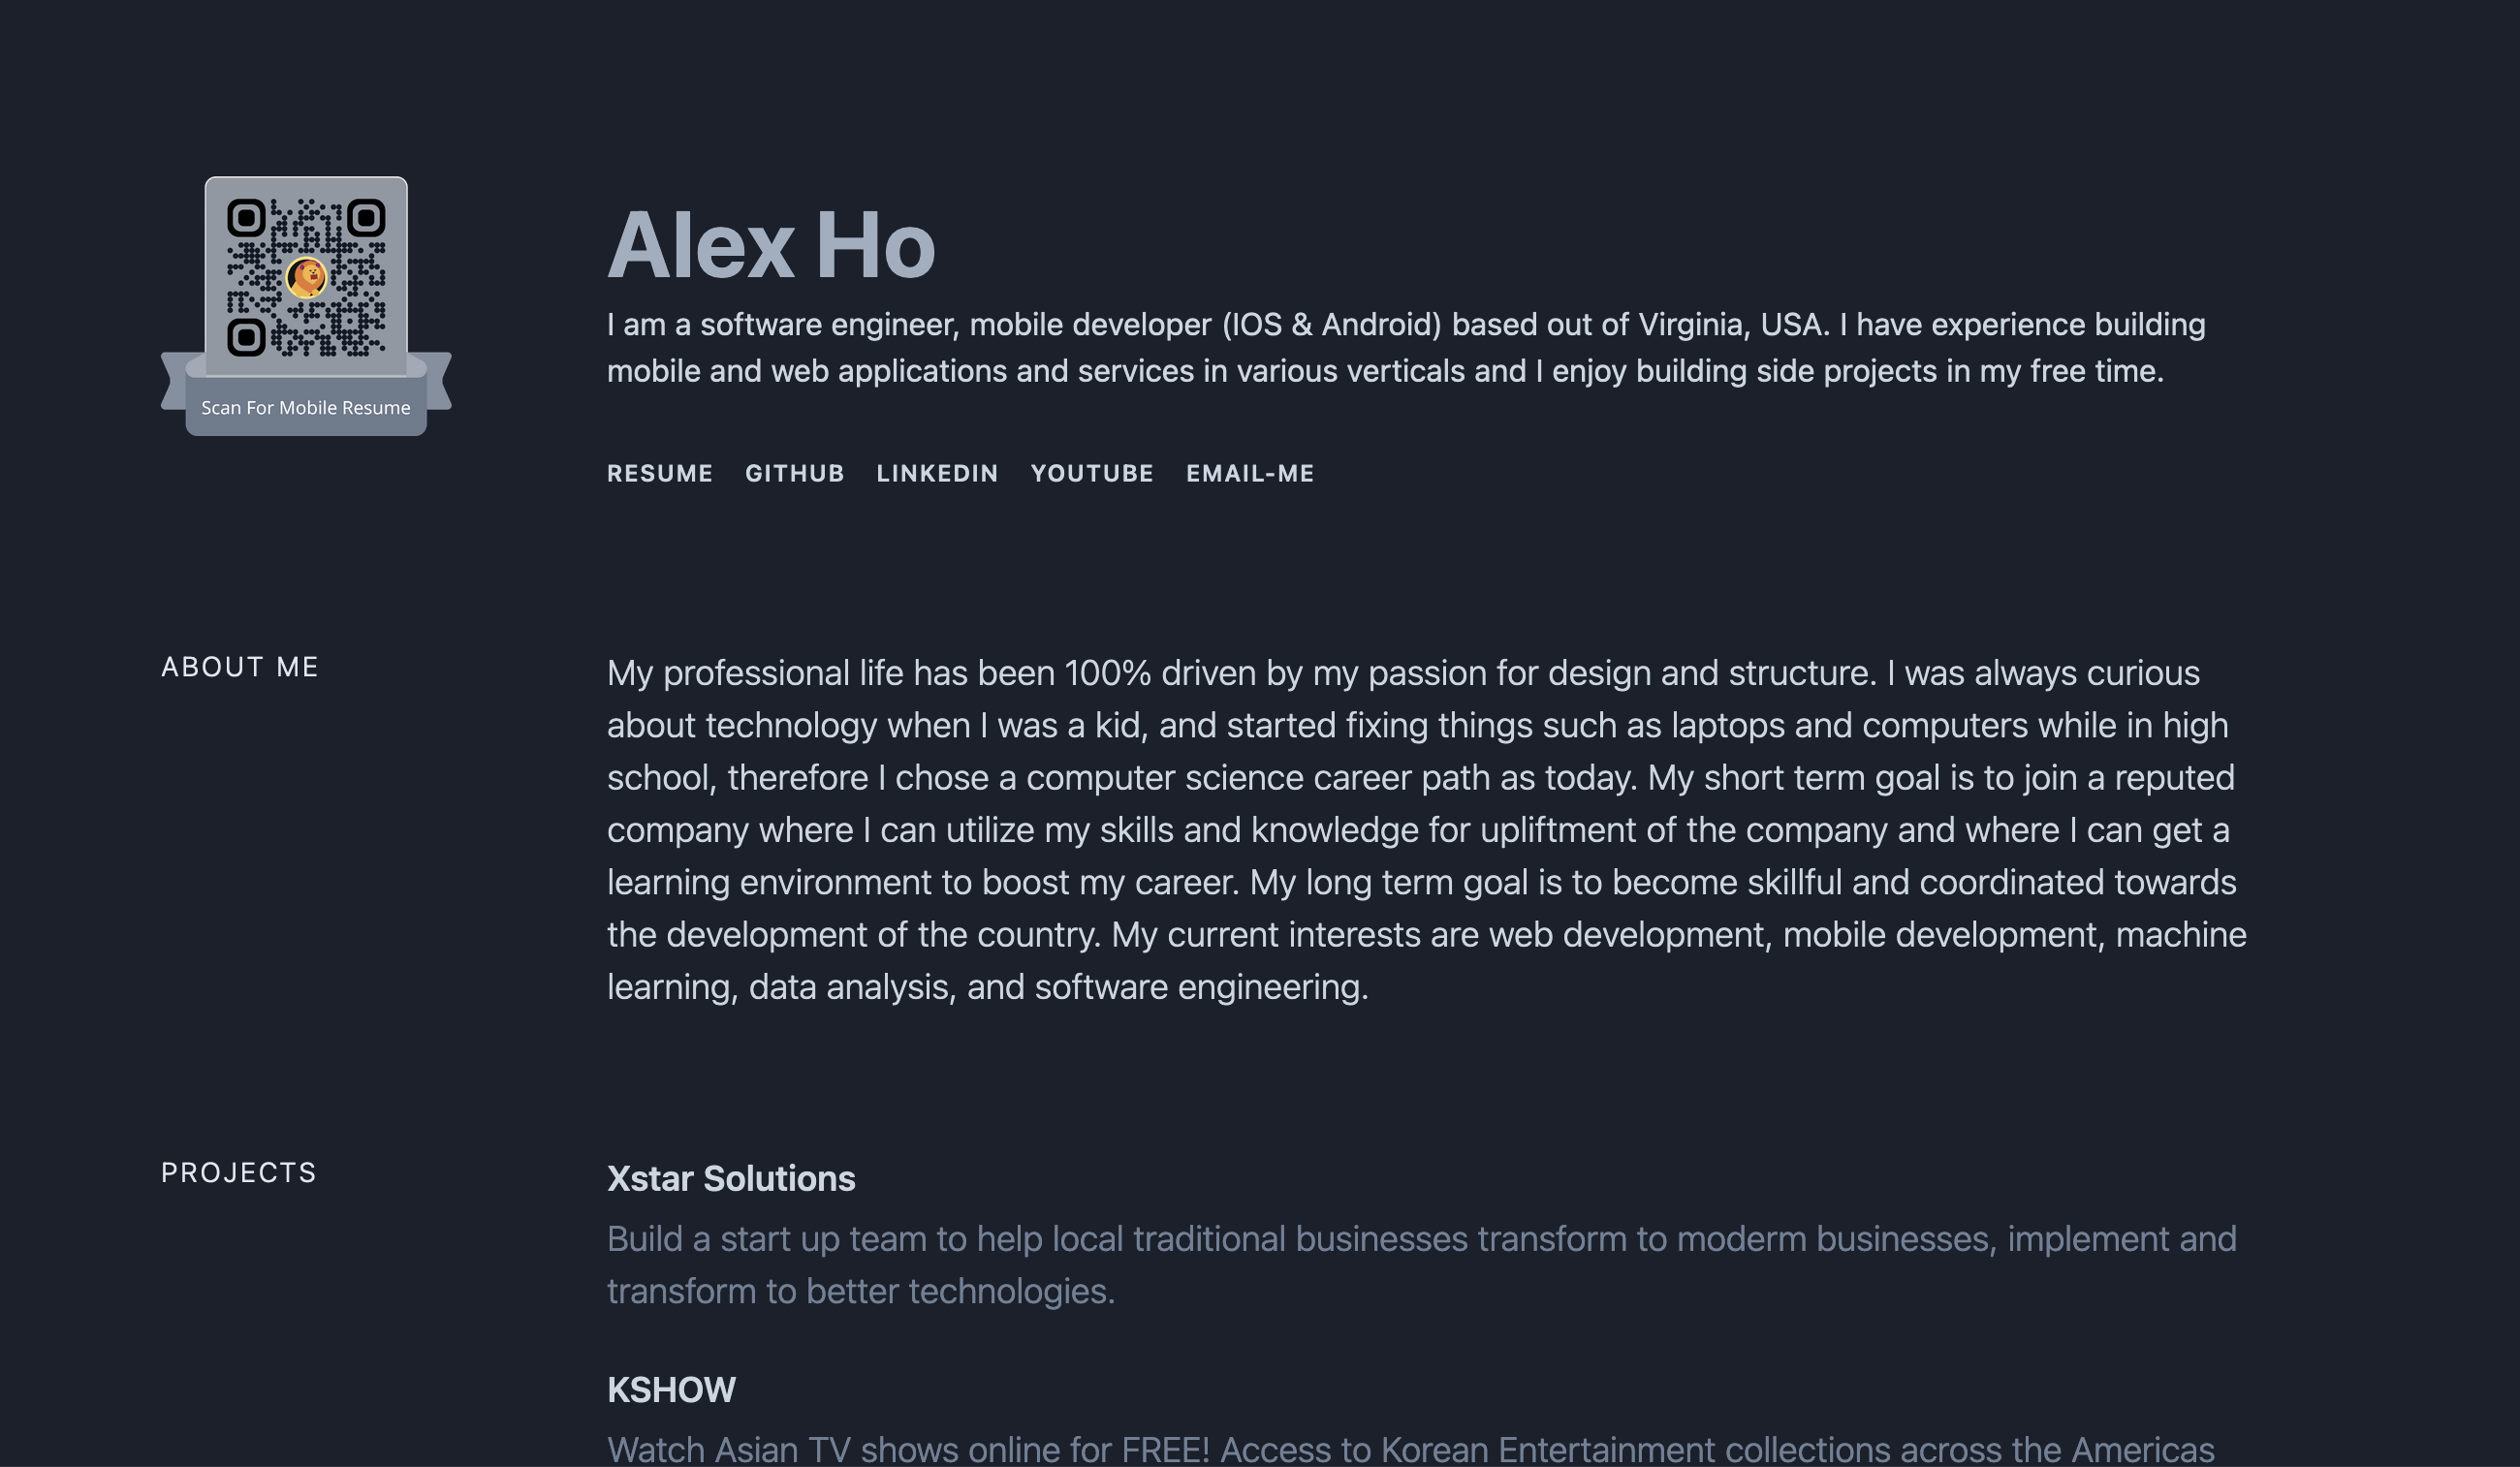 Scan For Mobile Resume
Alex Ho
I am a software engineer, mobile developer (IOS & Android) based out of Virginia, USA. I have experience building
mobile and web applications and services in various verticals and I enjoy building side projects in my free time.
RESUME GITHUB LINKEDIN YOUTUBE EMAIL-ME
ABOUT ME
My professional life has been 100% driven by my passion for design and structure. I was always curious
about technology when I was a kid, and started fixing things such as laptops and computers while in high
school, therefore I chose a computer science career path as today. My short term goal is to join a reputed
company where I can utilize my skills and knowledge for upliftment of the company and where I can get a
learning environment to boost my career. My long term goal is to become skillful and coordinated towards
the development of the country. My current interests are web development, mobile development, machine
learning, data analysis, and software engineering.
PROJECTS
Xstar Solutions
Build a start up team to help local traditional businesses transform to moderm businesses, implement and
transform to better technologies.
KSHOW
Watch Asian TV shows online for FREE! Access to Korean Entertainment collections across the Americas